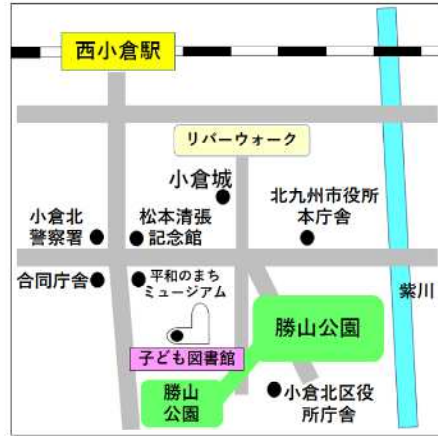 西小倉駅
リバーウォーク
小倉城
北九州市役所
本庁舎
小倉北
警察署
松本清張
記念館
合同庁舎
平和のまち
ミュージアム
紫川
勝山公園
子ども図書館
勝山
公園
小倉北区役
所庁舎